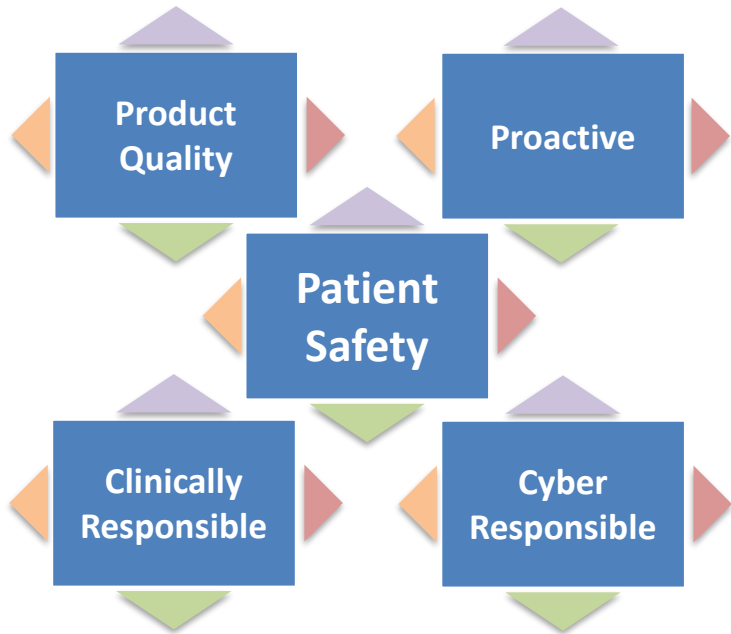 Product
Quality
Proactive
Patient
Safety
Clinically
Responsible
Cyber
Responsible